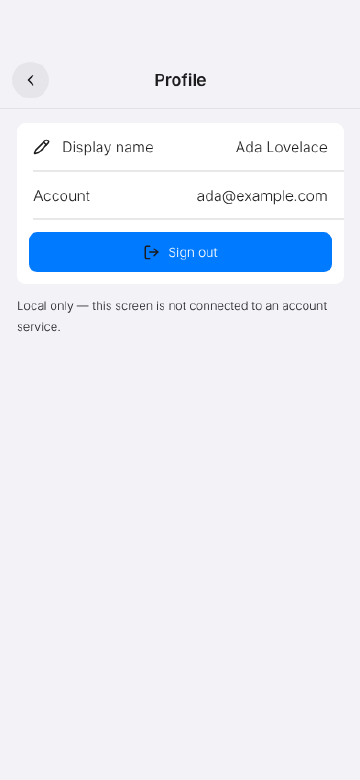 Profile
Display name Ada Lovelace
Account ada@example.com
Sign out
Local only — this screen is not connected to an account
service.